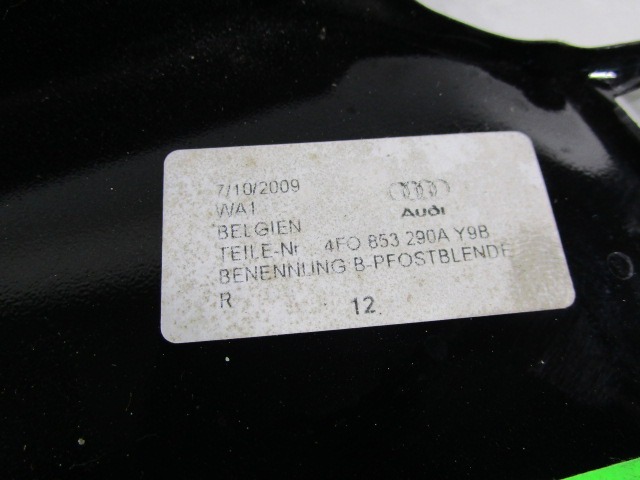 7/10/2009
Audi
WA1
BELGIEN
TEILE-Nr 4F0 853 290A Y9B
BENENNUNG B-PFOSTBLENDE
R 12